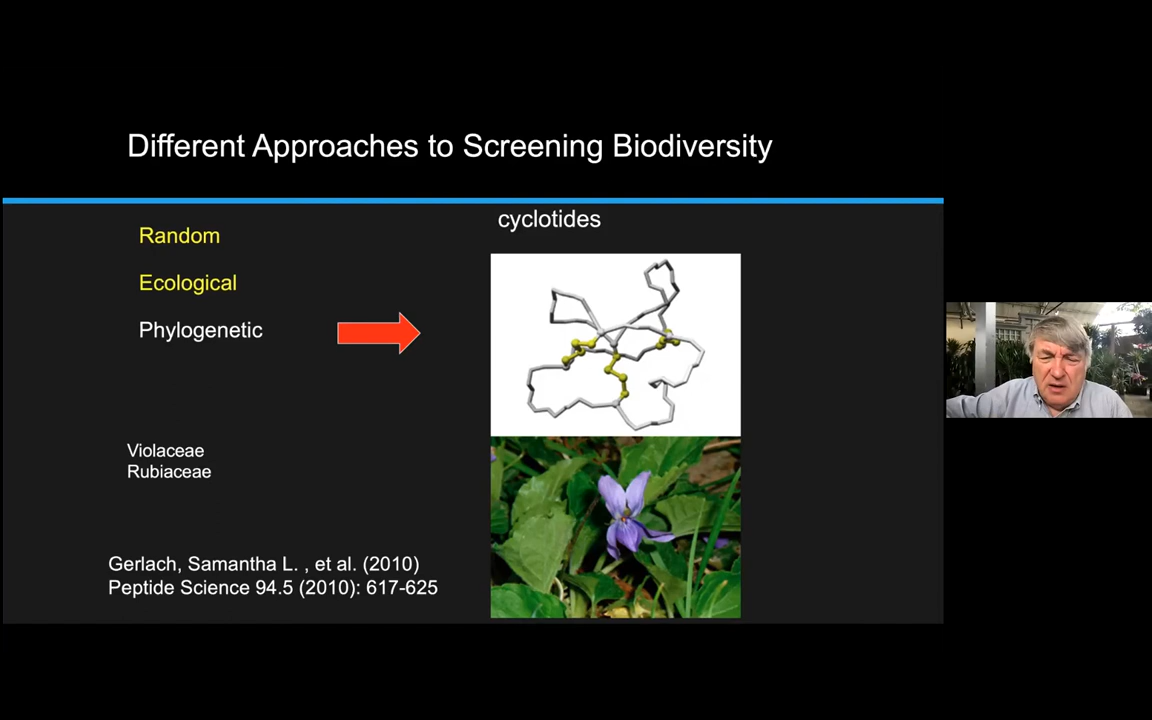 Different Approaches to Screening Biodiversity
cyclotides
Random
Ecological
Phylogenetic
Violaceae
Rubiaceae
Gerlach, Samantha L. , et al. (2010)
Peptide Science 94.5 (2010): 617-625